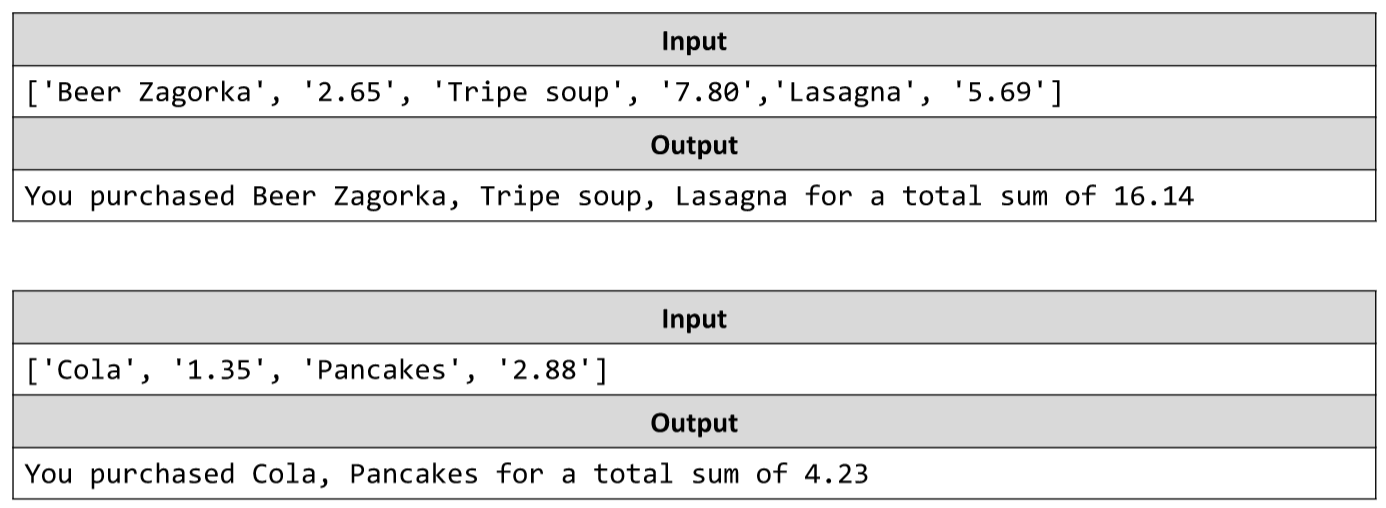 Input
['Beer Zagorka', '2.65', 'Tripe soup', '7.80','Lasagna', '5.69']
Output
You purchased Beer Zagorka, Tripe soup, Lasagna for a total sum of 16.14
Input
['Cola', '1.35', 'Pancakes', '2.88']
Output
You purchased Cola, Pancakes for a total sum of 4.23